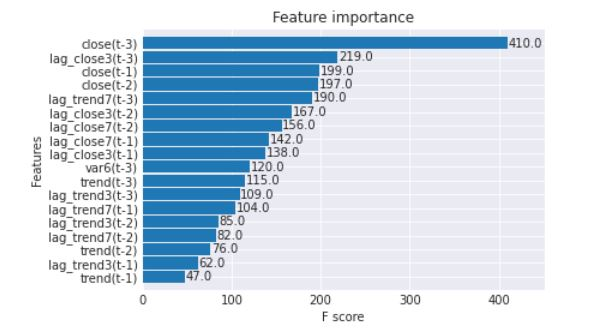 Feature importance
close(t-3) 410.0
lag_close3(t-3) 219.0
close(t-1) 199.0
close(t-2) 197.0
lag_trend7(t-3) 190.0
lag_close3(t-2) 167.0
lag_close7(t-2) 156.0
lag_close7(t-1) 142.0
lag_close3(t-1) 138.0
var6(t-3) 120.0
trend(t-3) 115.0
lag_trend3(t-3) 109.0
lag_trend7(t-1) 104.0
lag_trend3(t-2) 85.0
lag_trend7(t-2) 82.0
trend(t-2) 76.0
lag_trend3(t-1) 62.0
trend(t-1) 47.0
Features
0 100 200 300 400
F score